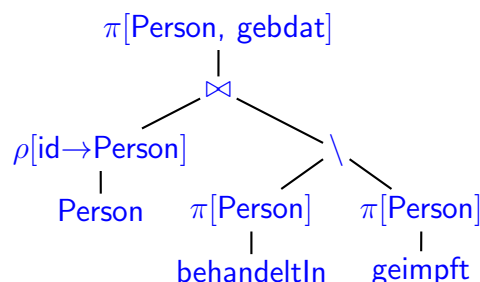 π[Person, gebdat]
⋈
ρ[id→Person] \
Person π[Person] π[Person]
behandeltIn geimpft